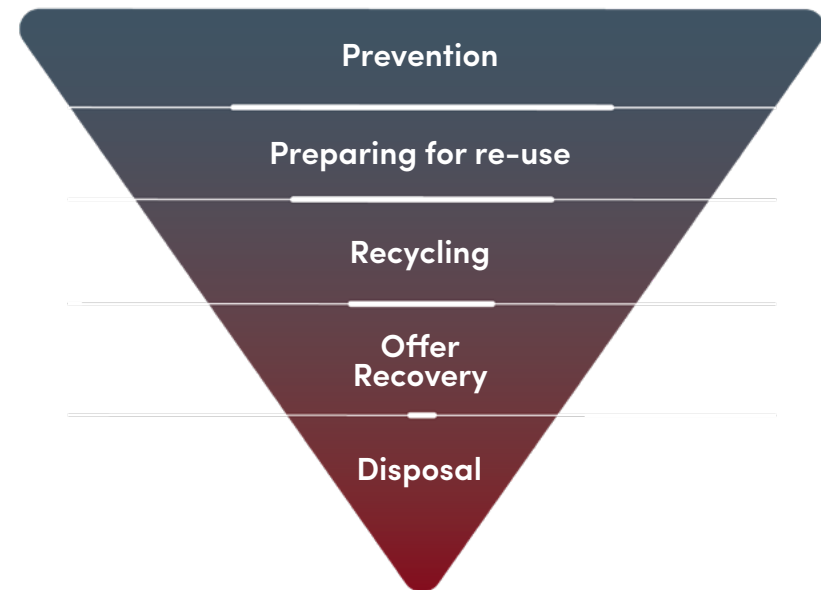 Prevention
Preparing for re-use
Recycling
Offer
Recovery
Disposal